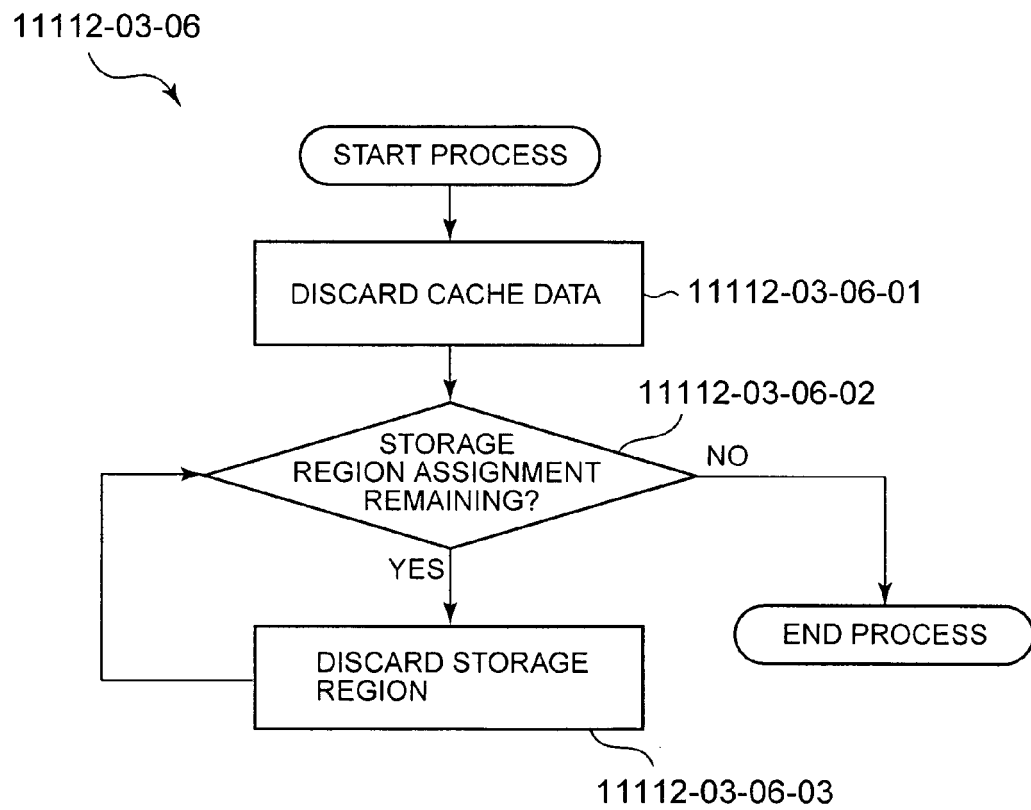 11112-03-06
START PROCESS
DISCARD CACHE DATA
11112-03-06-01
11112-03-06-02
STORAGE
REGION ASSIGNMENT
REMAINING?
NO
YES
END PROCESS
DISCARD STORAGE
REGION
11112-03-06-03